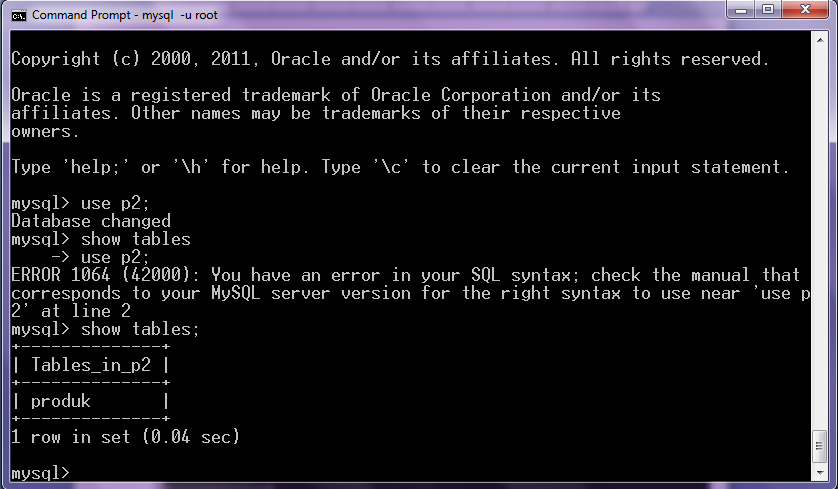 Command Prompt - mysql  -u root
Copyright (c) 2000, 2011, Oracle and/or its affiliates. All rights reserved.
Oracle is a registered trademark of Oracle Corporation and/or its
affiliates. Other names may be trademarks of their respective
owners.
Type 'help;' or '\h' for help. Type '\c' to clear the current input statement.
mysql> use p2;
Database changed
mysql> show tables
    -> use p2;
ERROR 1064 (42000): You have an error in your SQL syntax; check the manual that
corresponds to your MySQL server version for the right syntax to use near 'use p
2' at line 2
mysql> show tables;
+--------------+
| Tables_in_p2 |
+--------------+
| produk       |
+--------------+
1 row in set (0.04 sec)
mysql>